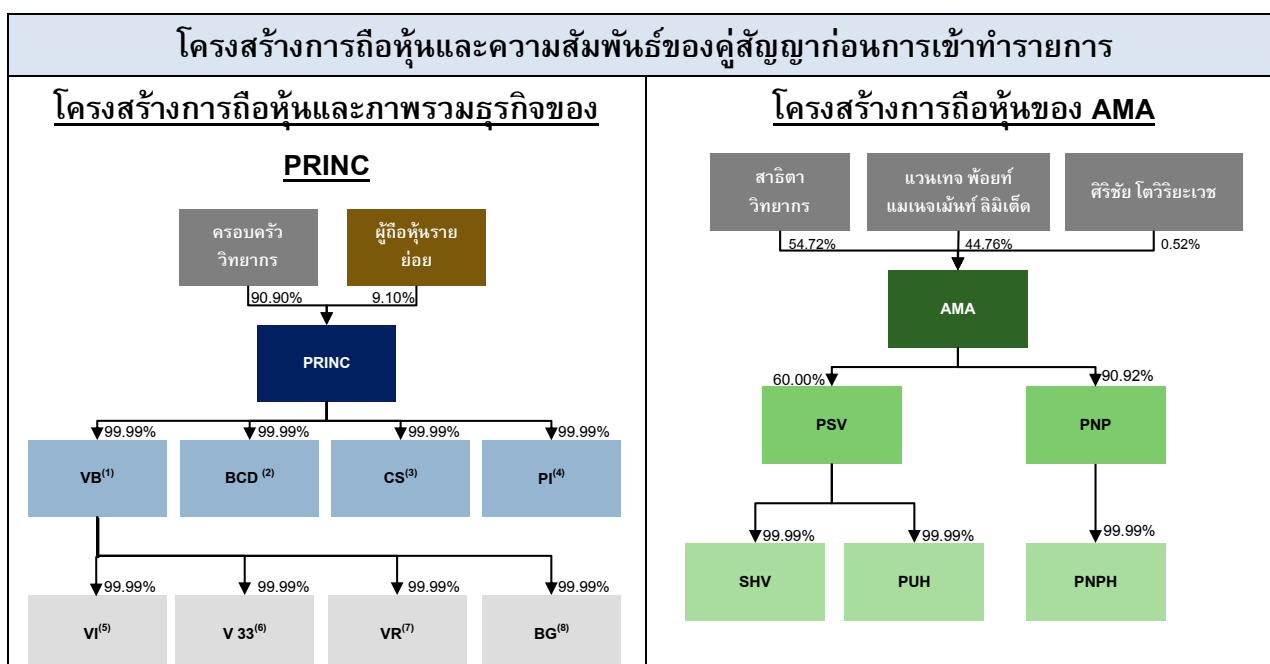 โครงสร้างการถือหุ้นและความสัมพันธ์ของคู่สัญญาก่อนการเข้าทำรายการ
โครงสร้างการถือหุ้นและภาพรวมธุรกิจของ
PRINC
ครอบครัว
วิทยากร
ผู้ถือหุ้นราย
ย่อย
90.90%
9.10%
PRINC
99.99%
99.99%
99.99%
99.99%
VB(1)
BCD (2)
CS(3)
PI(4)
99.99%
99.99%
99.99%
99.99%
VI(5)
V 33(6)
VR(7)
BG(8)
โครงสร้างการถือหุ้นของ AMA
สาธิตา
วิทยากร
แวนเทจ พ้อยท์
แมเนจเม้นท์ ลิมิเต็ด
ศิริชัย โตวิริยะเวช
54.72%
44.76%
0.52%
AMA
60.00%
90.92%
PSV
PNP
99.99%
99.99%
99.99%
SHV
PUH
PNPH